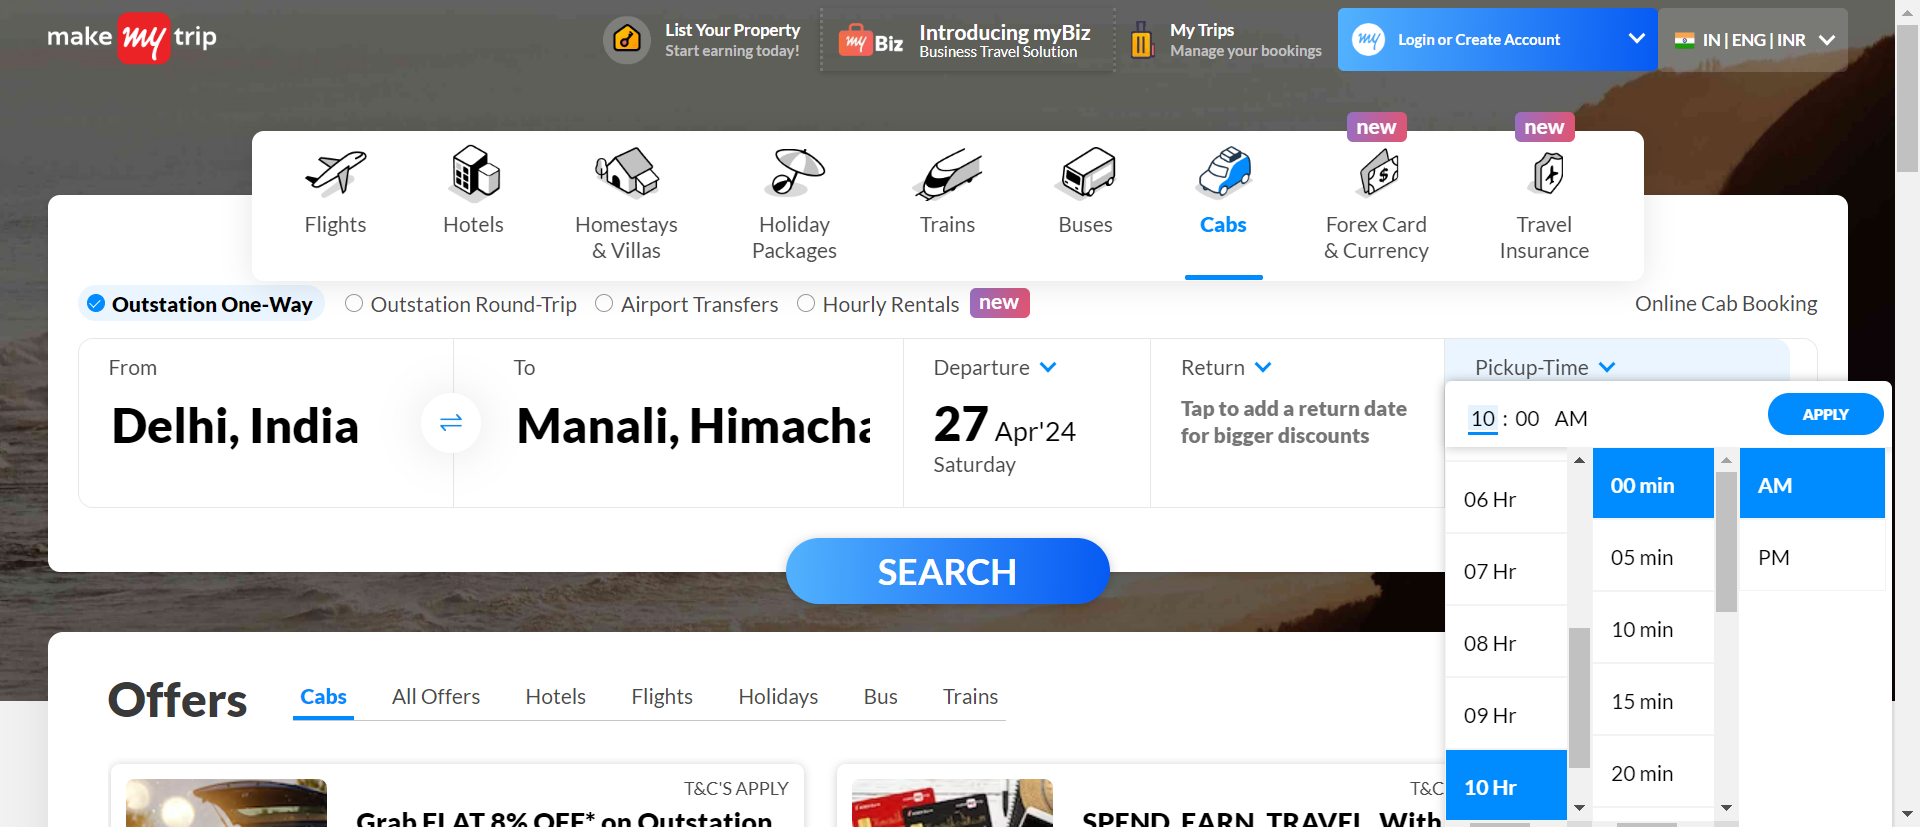 make my trip
List Your Property
Start earning today!
my Biz
Introducing myBiz
Business Travel Solution
My Trips
Manage your bookings
my
Login or Create Account
IN | ENG | INR
new
new
Flights
Hotels
Homestays
& Villas
Holiday
Packages
Trains
Buses
Cabs
Forex Card
& Currency
Travel
Insurance
Outstation One-Way
Outstation Round-Trip
Airport Transfers
Hourly Rentals
new
Online Cab Booking
From
Delhi, India
To
Manali, Himacha
Departure
27 Apr'24
Saturday
Return
Tap to add a return date
for bigger discounts
Pickup-Time
10 : 00 AM
APPLY
06 Hr
07 Hr
08 Hr
09 Hr
10 Hr
00 min
05 min
10 min
15 min
20 min
AM
PM
SEARCH
Offers
Cabs
All Offers
Hotels
Flights
Holidays
Bus
Trains
T&C'S APPLY
Grab FLAT 8% OFF* on Outstation
T&C
SPEND, EARN, TRAVEL, With